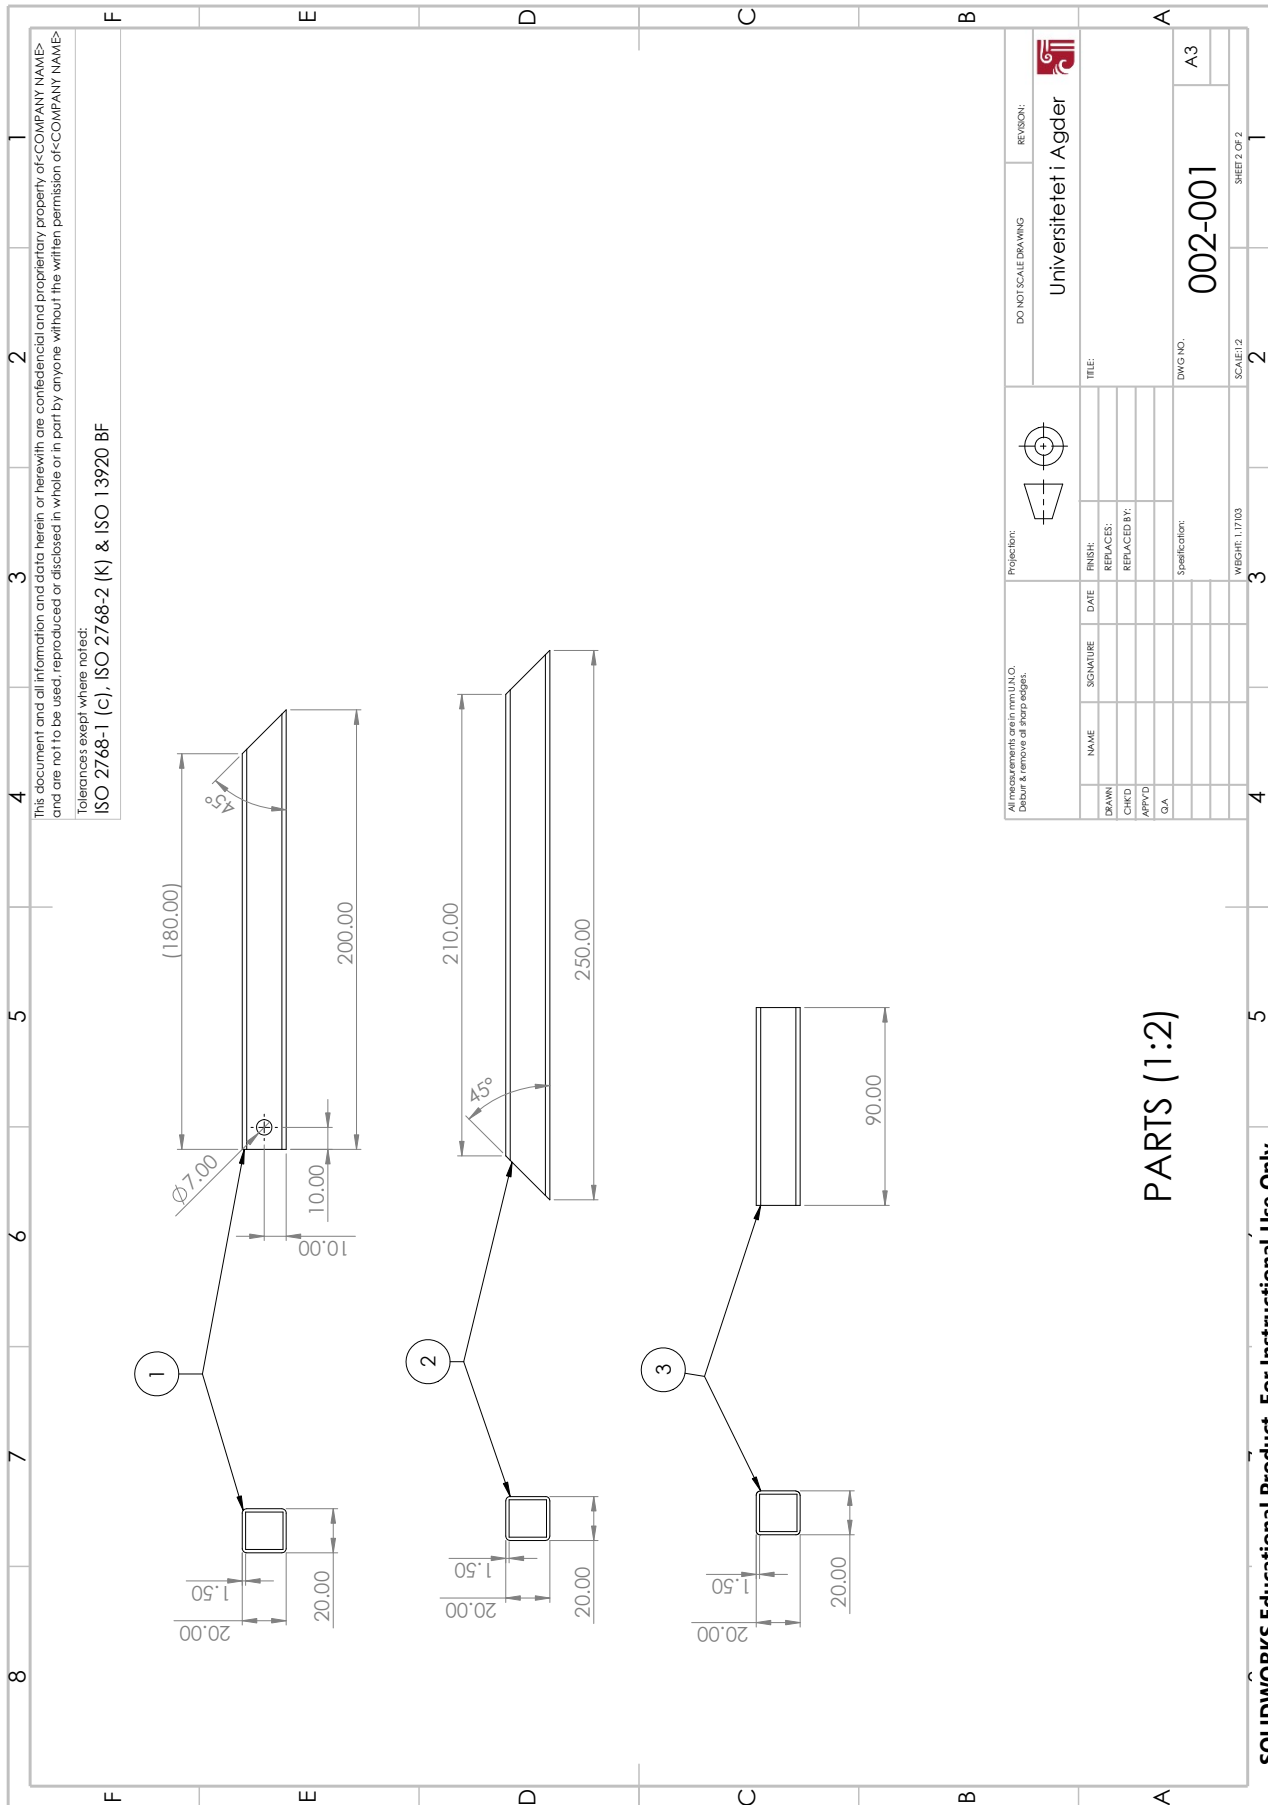 8
7
6
5
4
3
2
1
F
E
D
C
B
A
This document and all information and data herein or herewith are confedencial and propriertary property of<COMPANY NAME>
and are not to be used, reproduced or disclosed in whole or in part by anyone without the written permission of<COMPANY NAME>
Tolerances exept where noted:
ISO 2768-1 (c), ISO 2768-2 (K) & ISO 13920 BF
1
20.00
1.50
20.00
(180.00)
45°
∅7.00
10.00
10.00
200.00
2
20.00
1.50
20.00
210.00
45°
250.00
3
20.00
1.50
20.00
90.00
PARTS (1:2)
All measurements are in mm U.N.O.
Deburr & remove all sharp edges.
Projection:
DO NOT SCALE DRAWING
REVISION:
Universitetet i Agder
NAME
SIGNATURE
DATE
FINISH:
TITLE:
DRAWN
REPLACES:
CHK'D
REPLACED BY:
APPV'D
Q.A
Spesification:
DWG NO.
002-001
A3
WEIGHT: 1.17103
SCALE:1:2
SHEET 2 OF 2
F
E
D
C
B
A
5
4
3
2
1
SOLIDWORKS Educational Product. For Instructional Use Only.